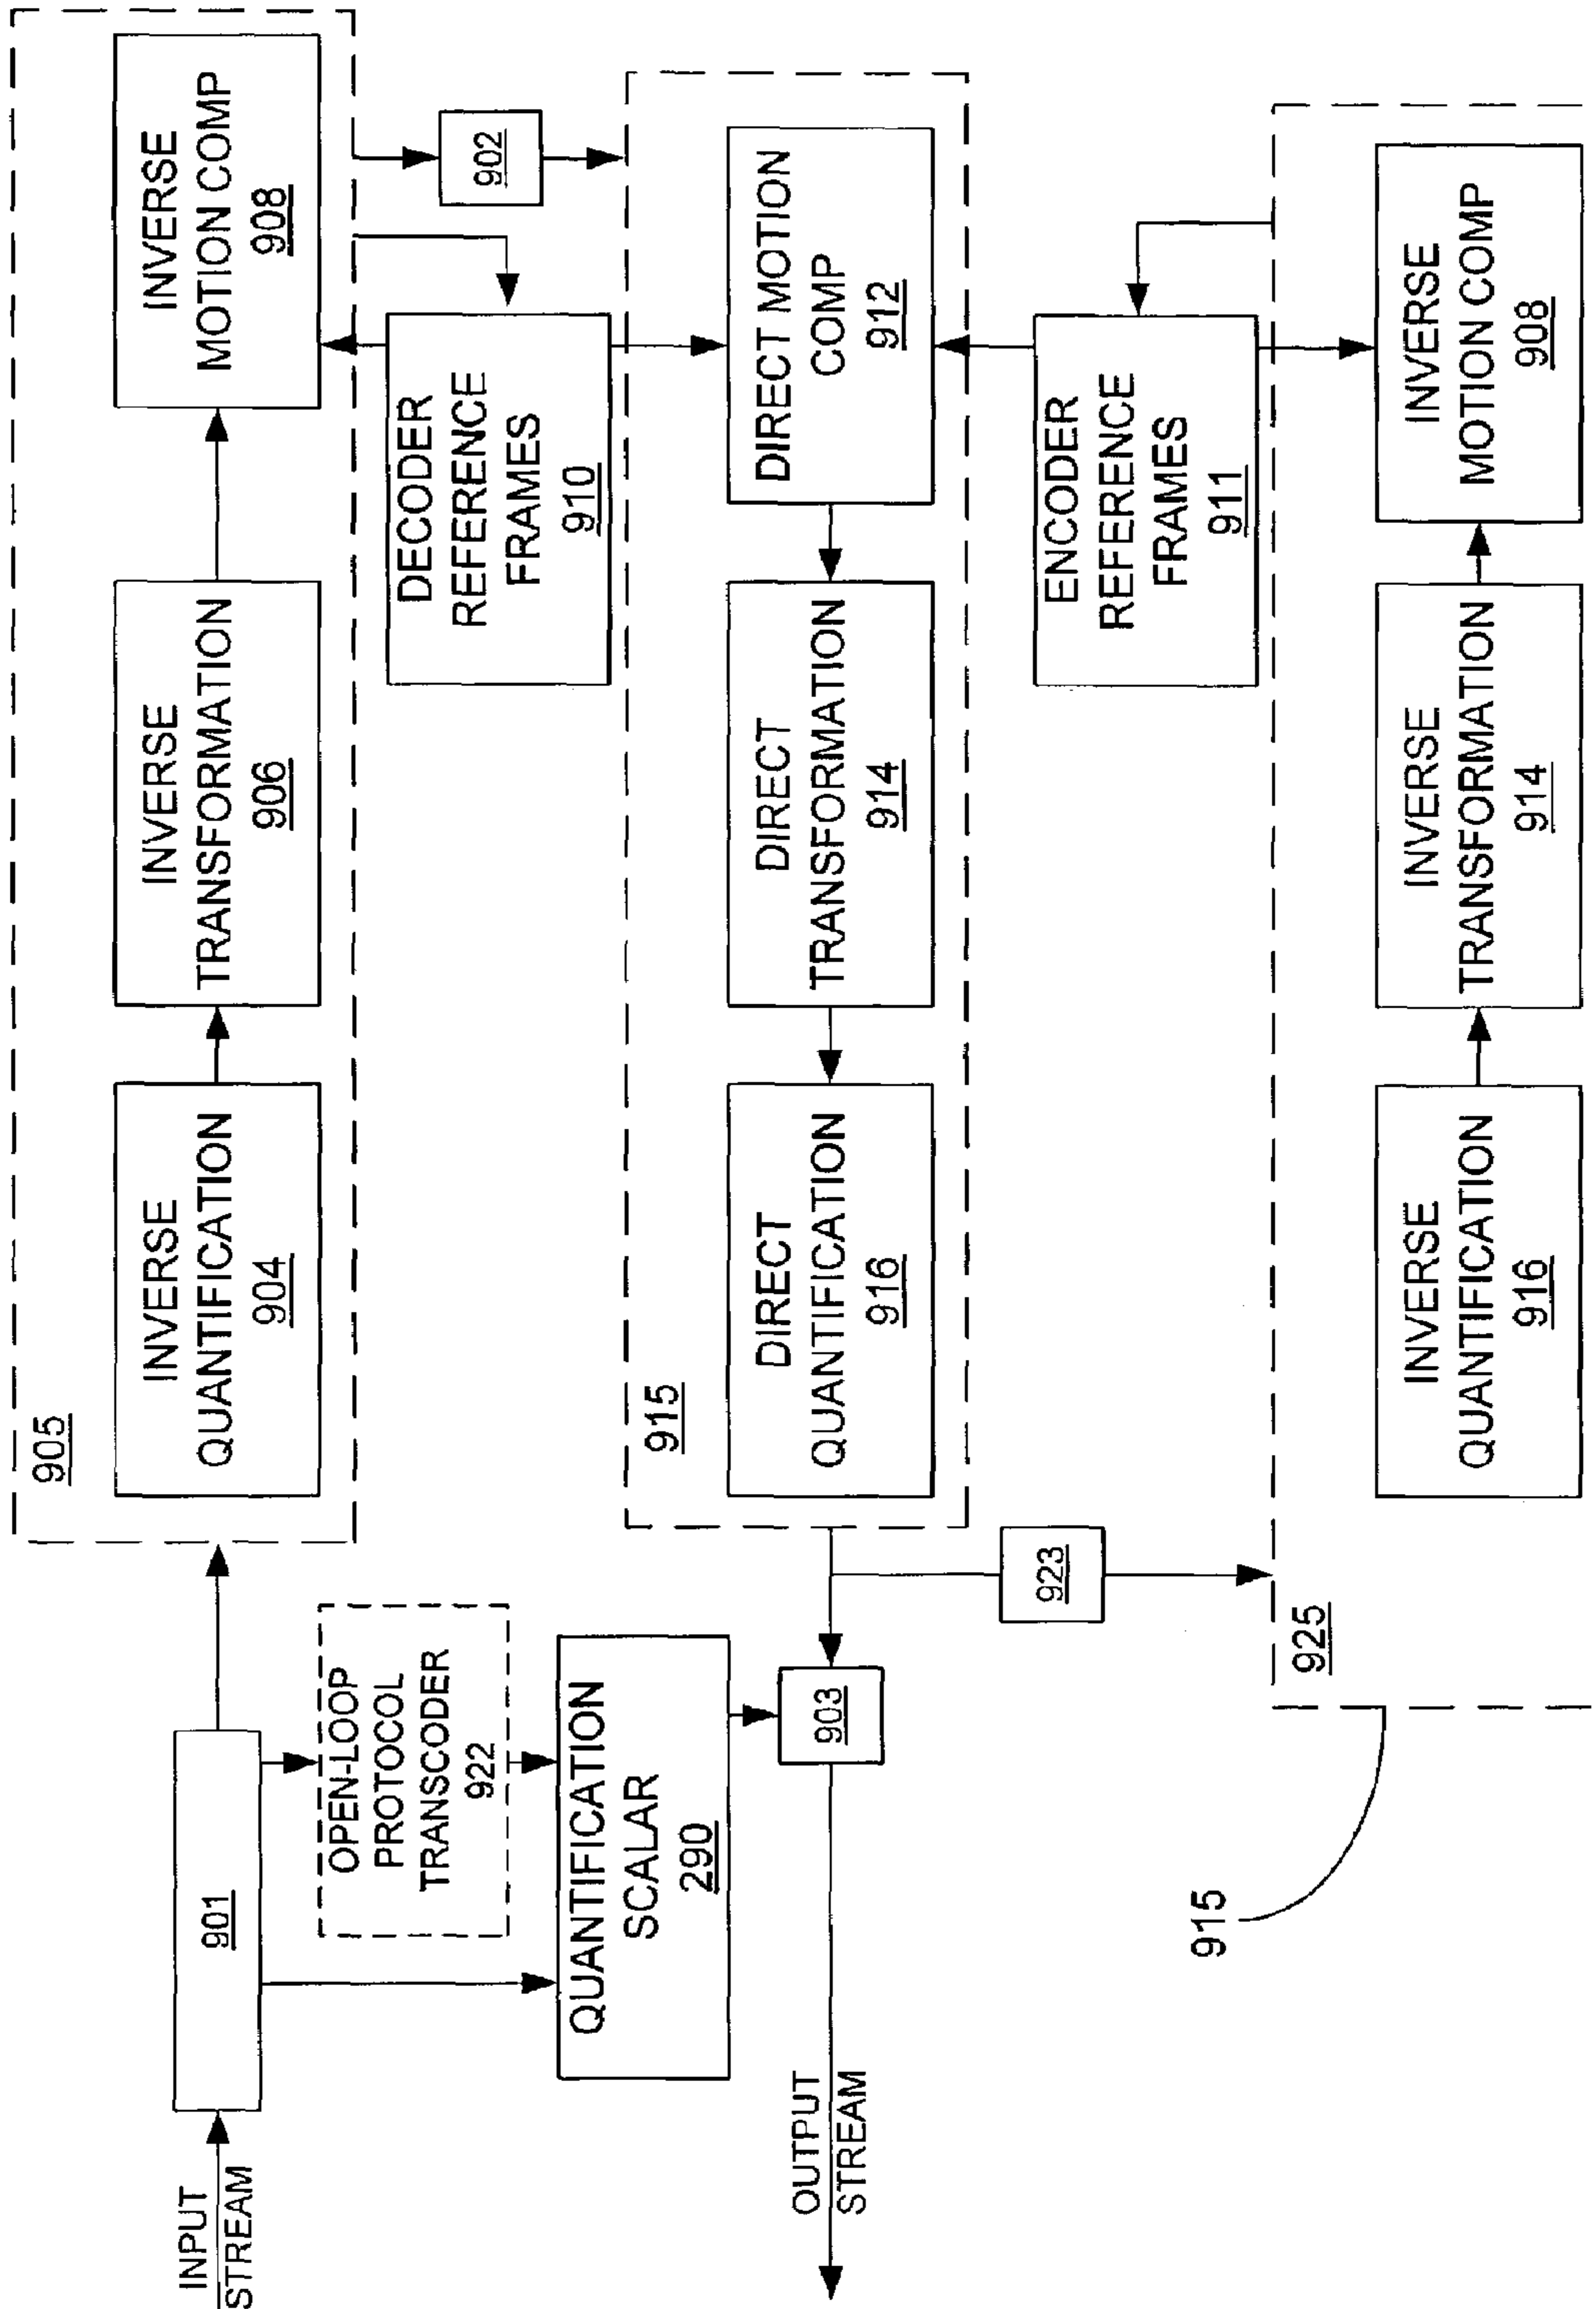 INPUT
STREAM
901
905
INVERSE
QUANTIFICATION
904
INVERSE
TRANSFORMATION
906
INVERSE
MOTION COMP
908
OPEN-LOOP
PROTOCOL
TRANSCODER
922
QUANTIFICATION
SCALAR
290
DECODER
REFERENCE
FRAMES
910
902
OUTPUT
STREAM
903
915
DIRECT
QUANTIFICATION
916
DIRECT
TRANSFORMATION
914
DIRECT MOTION
COMP
912
923
ENCODER
REFERENCE
FRAMES
911
915
925
INVERSE
QUANTIFICATION
916
INVERSE
TRANSFORMATION
914
INVERSE
MOTION COMP
908